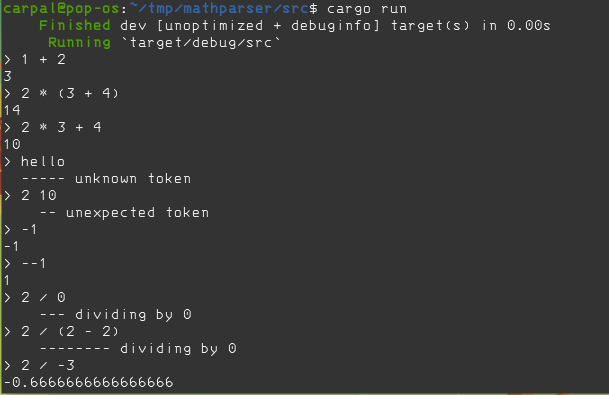 carpal@pop-os:~/tmp/mathparser/src$ cargo run
    Finished dev [unoptimized + debuginfo] target(s) in 0.00s
     Running `target/debug/src`
> 1 + 2
3
> 2 * (3 + 4)
14
> 2 * 3 + 4
10
> hello
  ----- unknown token
> 2 10
    -- unexpected token
> -1
-1
> --1
1
> 2 / 0
    --- dividing by 0
> 2 / (2 - 2)
    -------- dividing by 0
> 2 / -3
-0.6666666666666666